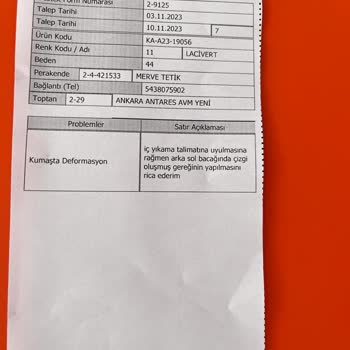 Form Numarası 2-9125
Talep Tarihi 03.11.2023
Talep Tarihi 10.11.2023 7
Ürün Kodu KA-A23-19056
Renk Kodu / Adı 11 LACİVERT
Beden 44
Perakende 2-4-421533 MERVE TETİK
Bağlantı (Tel) 5438075902
Toptan 2-29 ANKARA ANTARES AVM YENİ
Problemler Satır Açıklaması
Kumaşta Deformasyon
iç yıkama talimatına uyulmasına
rağmen arka sol bacağında çizgi
oluşmuş gereğinin yapılmasını
rica ederim